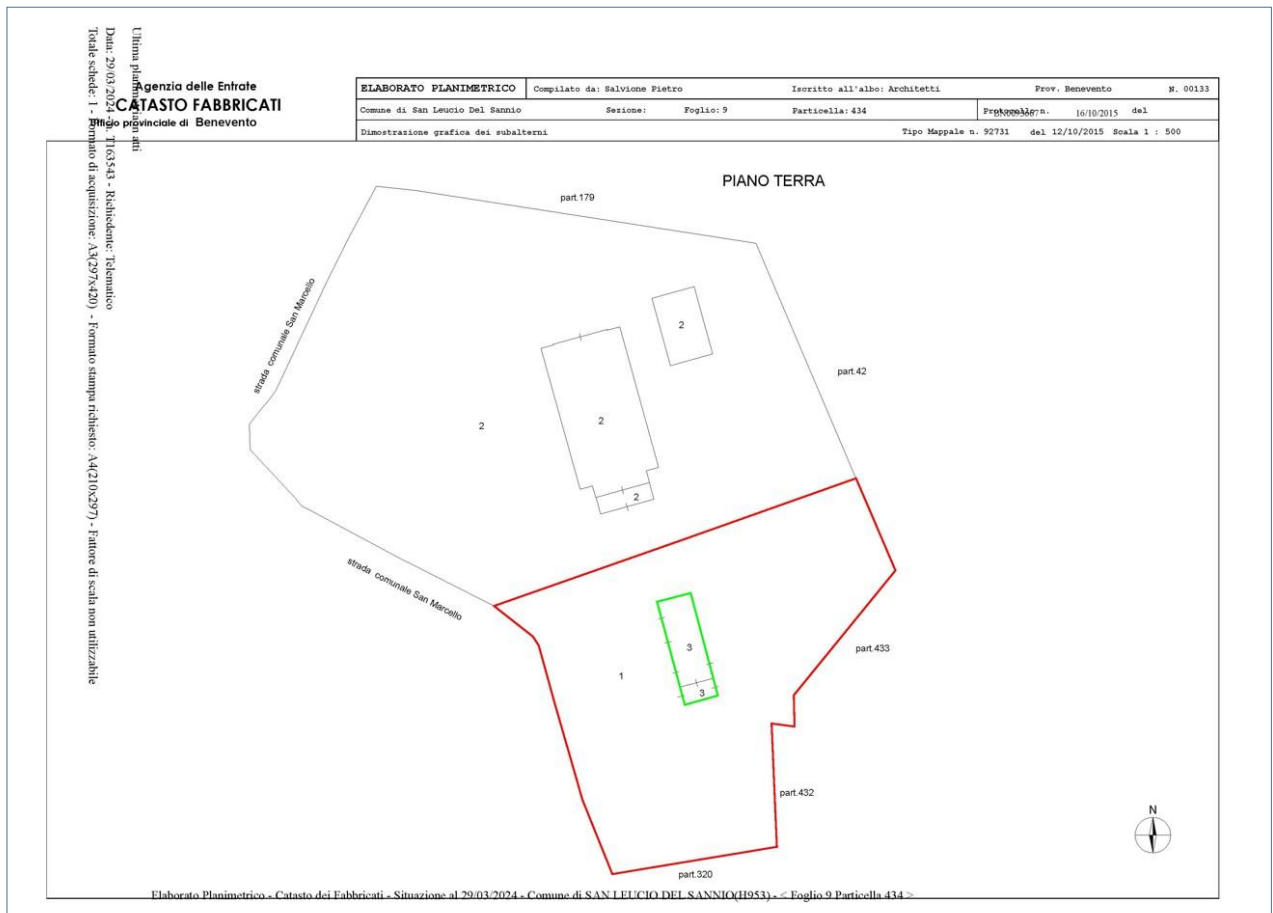 Ultima planimetria in atti
Data: 29/03/2024 - n. T163543 - Richiedente: Telematico
Totale schede: 1 - Formato di acquisizione: A3(297x420) - Formato stampa richiesto: A4(210x297) - Fattore di scala non utilizzabile
Agenzia delle Entrate
CATASTO FABBRICATI
Ufficio provinciale di Benevento
ELABORATO PLANIMETRICO Compilato da: Salvione Pietro Iscritto all'albo: Architetti Prov. Benevento N. 00133
Comune di San Leucio Del Sannio Sezione: Foglio: 9 Particella: 434 Protocollo n. 16/10/2015 del
Dimostrazione grafica dei subalterni Tipo Mappale n. 92731 del 12/10/2015 Scala 1 : 500
PIANO TERRA
part.179
strada comunale San Marcello
2
part.42
2
2
2
strada comunale San Marcello
3
part.433
1
3
part.432
N
part.320
Elaborato Planimetrico - Catasto dei Fabbricati - Situazione al 29/03/2024 - Comune di SAN LEUCIO DEL SANNIO(H953) - < Foglio 9 Particella 434 >